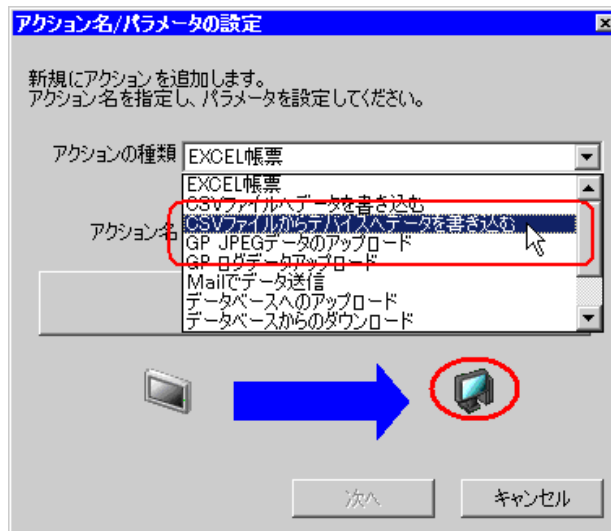 アクション名/パラメータの設定
新規にアクションを追加します。
アクション名を指定し、パラメータを設定してください。
アクションの種類 EXCEL帳票
EXCEL帳票
CSVファイルへデータを書き込む
アクション名 CSVファイルからデバイスへデータを書き込む
GP JPEGデータのアップロード
GP ログデータアップロード
Mailでデータ送信
データベースへのアップロード
データベースからのダウンロード
次へ キャンセル